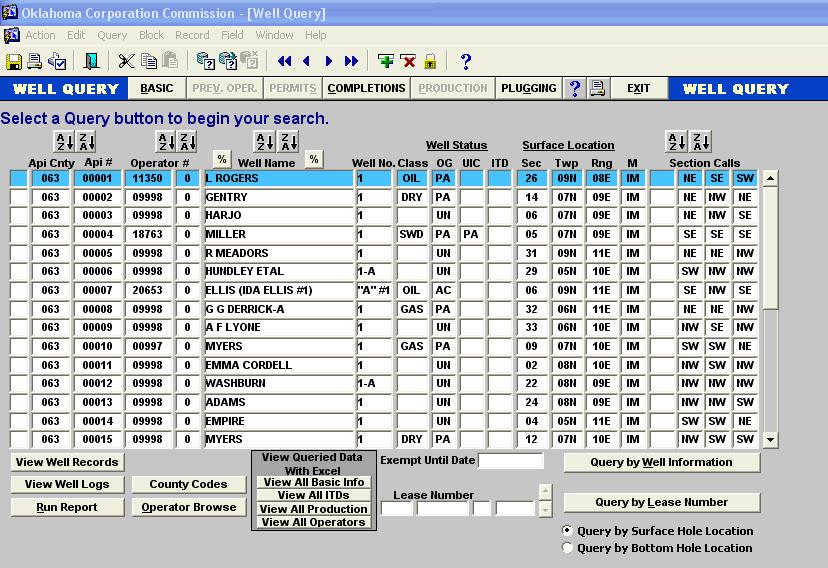 Oklahoma Corporation Commission - [Well Query]
Action Edit Query Block Record Field Window Help
WELL QUERY BASIC PREV. OPER. PERMITS COMPLETIONS PRODUCTION PLUGGING ? EXIT WELL QUERY
Select a Query button to begin your search.
Well Status Surface Location
Api Cnty Api # Operator # % Well Name % Well No. Class OG UIC ITD Sec Twp Rng M Section Calls
063 00001 11350 0 L ROGERS 1 OIL PA 26 09N 08E IM NE SE SW
063 00002 09998 0 GENTRY 1 DRY PA 14 07N 09E IM NE NW NE
063 00003 09998 0 HARJO 1 UN 06 07N 09E IM NE NE SE
063 00004 18763 0 MILLER 1 SWD PA PA 05 07N 09E IM NW SE SE
063 00005 09998 0 R MEADORS 1 UN 31 09N 11E IM NE NE NW
063 00006 09998 0 HUNDLEY ETAL 1-A UN 29 05N 10E IM SW NW NW
063 00007 20653 0 ELLIS (IDA ELLIS #1) "A" #1 OIL AC 06 09N 11E IM SE NW SE
063 00008 09998 0 G G DERRICK-A 1 GAS PA 32 06N 11E IM NE NE NW
063 00009 09998 0 A F LYONE 1 UN 33 06N 10E IM NW SE NW
063 00010 00997 0 MYERS 1 GAS PA 09 07N 10E IM SW SW NE
063 00011 09998 0 EMMA CORDELL UN 02 08N 10E IM NW NW NW
063 00012 09998 0 WASHBURN 1-A UN 22 08N 09E IM NW NW NW
063 00013 09998 0 ADAMS UN 24 08N 09E IM NW NW SW
063 00014 09998 0 EMPIRE UN 04 05N 11E IM SW SW NE
063 00015 09998 0 MYERS DRY PA 12 07N 10E IM NW SW SW
View Well Records View Queried Data With Excel Exempt Until Date Query by Well Information
View Well Logs County Codes View All Basic Info
View All ITDs Lease Number
Run Report Operator Browse View All Production Query by Lease Number
View All Operators
Query by Surface Hole Location
Query by Bottom Hole Location